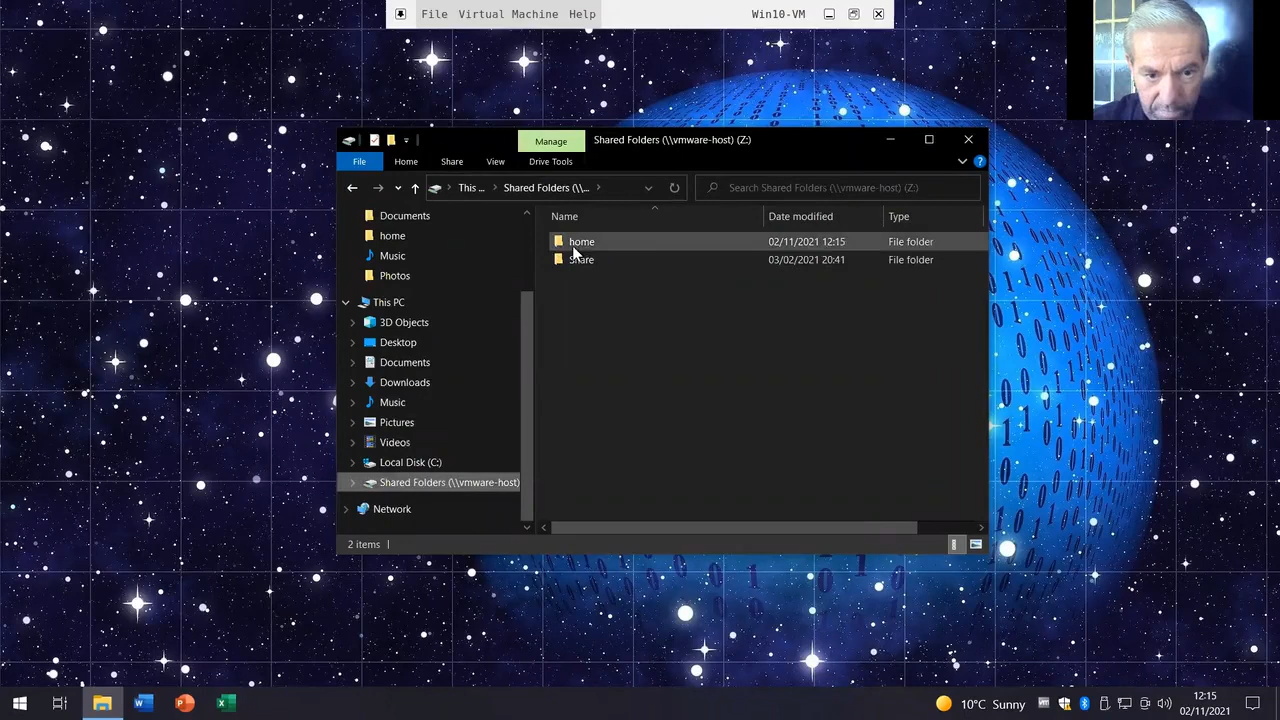 File Virtual Machine Help Win10-VM
Manage Shared Folders (\\vmware-host) (Z:)
File Home Share View Drive Tools
This ... Shared Folders (\\... Search Shared Folders (\\vmware-host) (Z:)
Name Date modified Type
Documents
home
Music
Photos
This PC
3D Objects
Desktop
Documents
Downloads
Music
Pictures
Videos
Local Disk (C:)
Shared Folders (\\vmware-host)
Network
home 02/11/2021 12:15 File folder
share 03/02/2021 20:41 File folder
2 items
10°C Sunny
12:15
02/11/2021